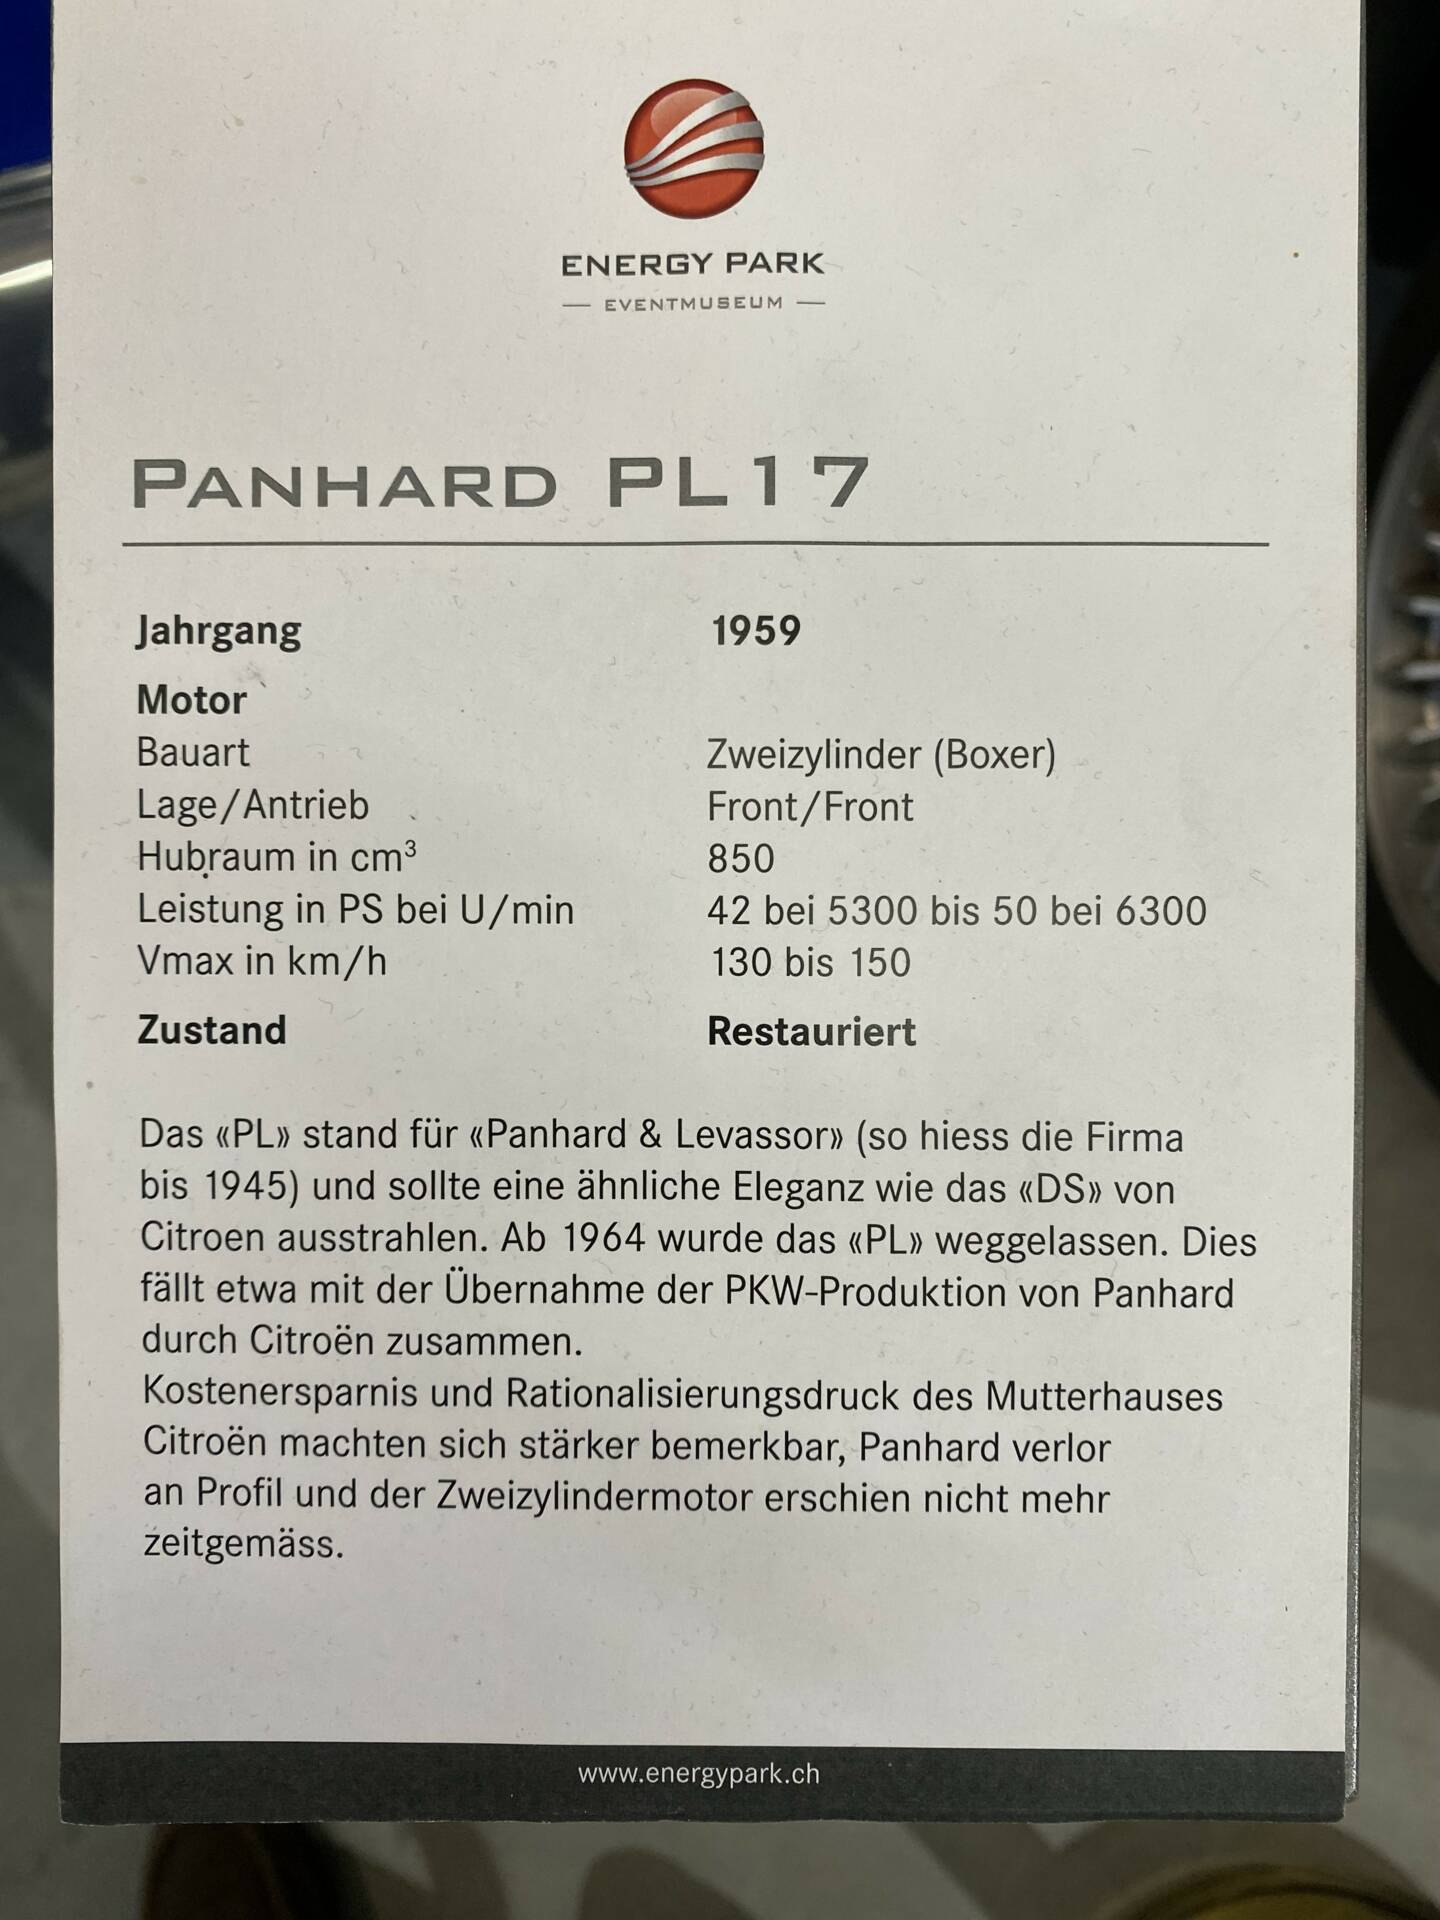 ENERGY PARK
— EVENTMUSEUM —
PANHARD PL17
Jahrgang 1959
Motor
Bauart Zweizylinder (Boxer)
Lage/Antrieb Front/Front
Hubraum in cm³ 850
Leistung in PS bei U/min 42 bei 5300 bis 50 bei 6300
Vmax in km/h 130 bis 150
Zustand Restauriert
Das «PL» stand für «Panhard & Levassor» (so hiess die Firma
bis 1945) und sollte eine ähnliche Eleganz wie das «DS» von
Citroen ausstrahlen. Ab 1964 wurde das «PL» weggelassen. Dies
fällt etwa mit der Übernahme der PKW-Produktion von Panhard
durch Citroën zusammen.
Kostenersparnis und Rationalisierungsdruck des Mutterhauses
Citroën machten sich stärker bemerkbar, Panhard verlor
an Profil und der Zweizylindermotor erschien nicht mehr
zeitgemäss.
www.energypark.ch